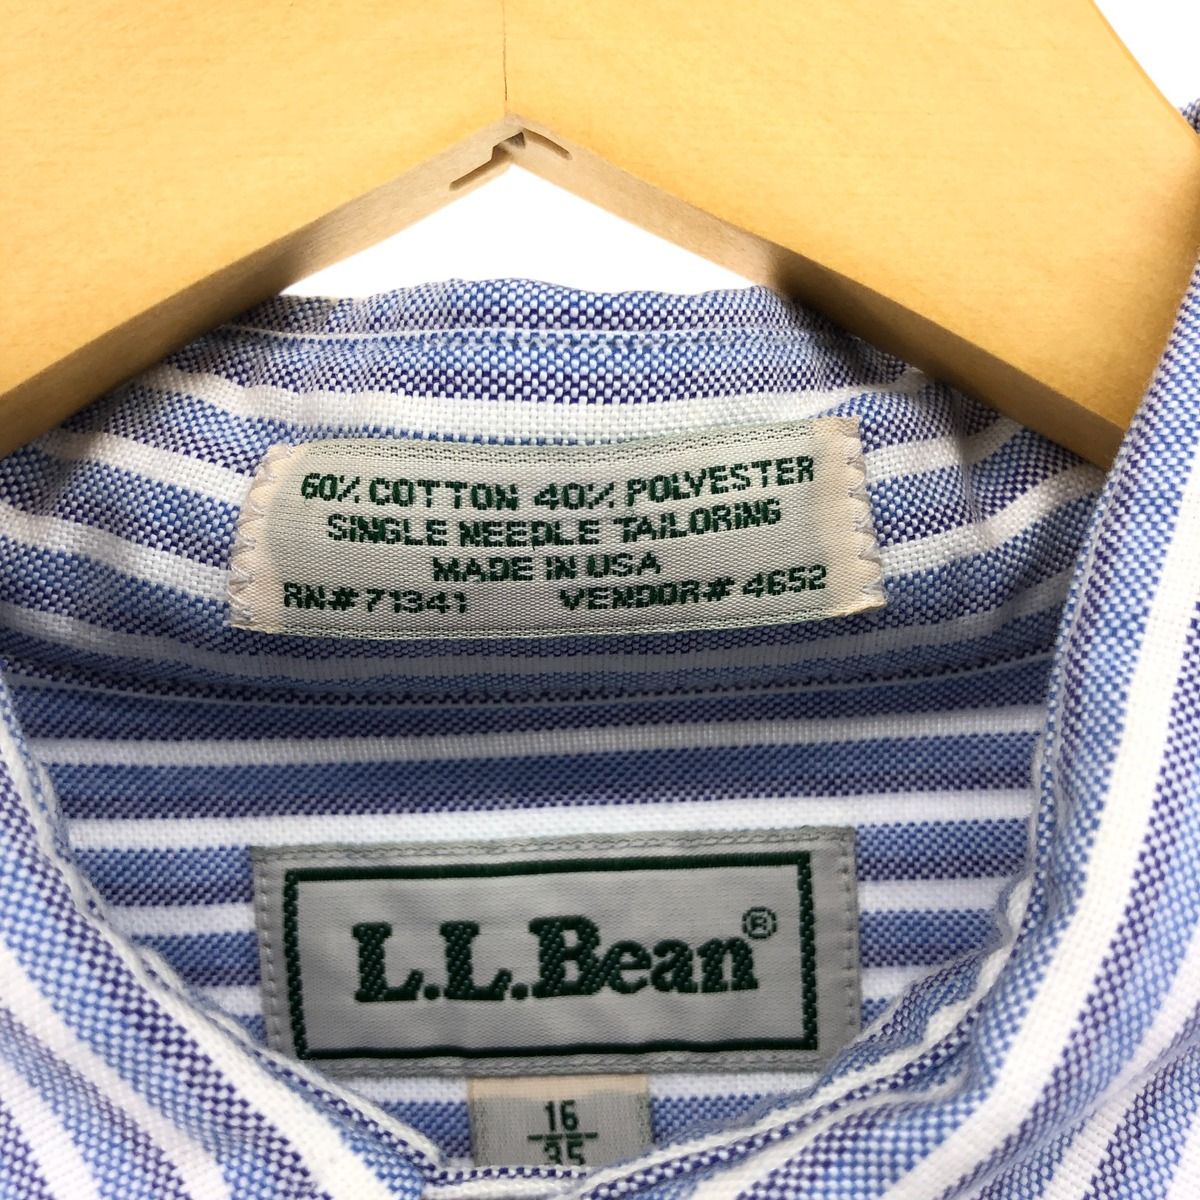 60% COTTON 40% POLYESTER
SINGLE NEEDLE TAILORING
MADE IN USA
RN# 71341 VENDOR# 4652
L.L.Bean®
16
35